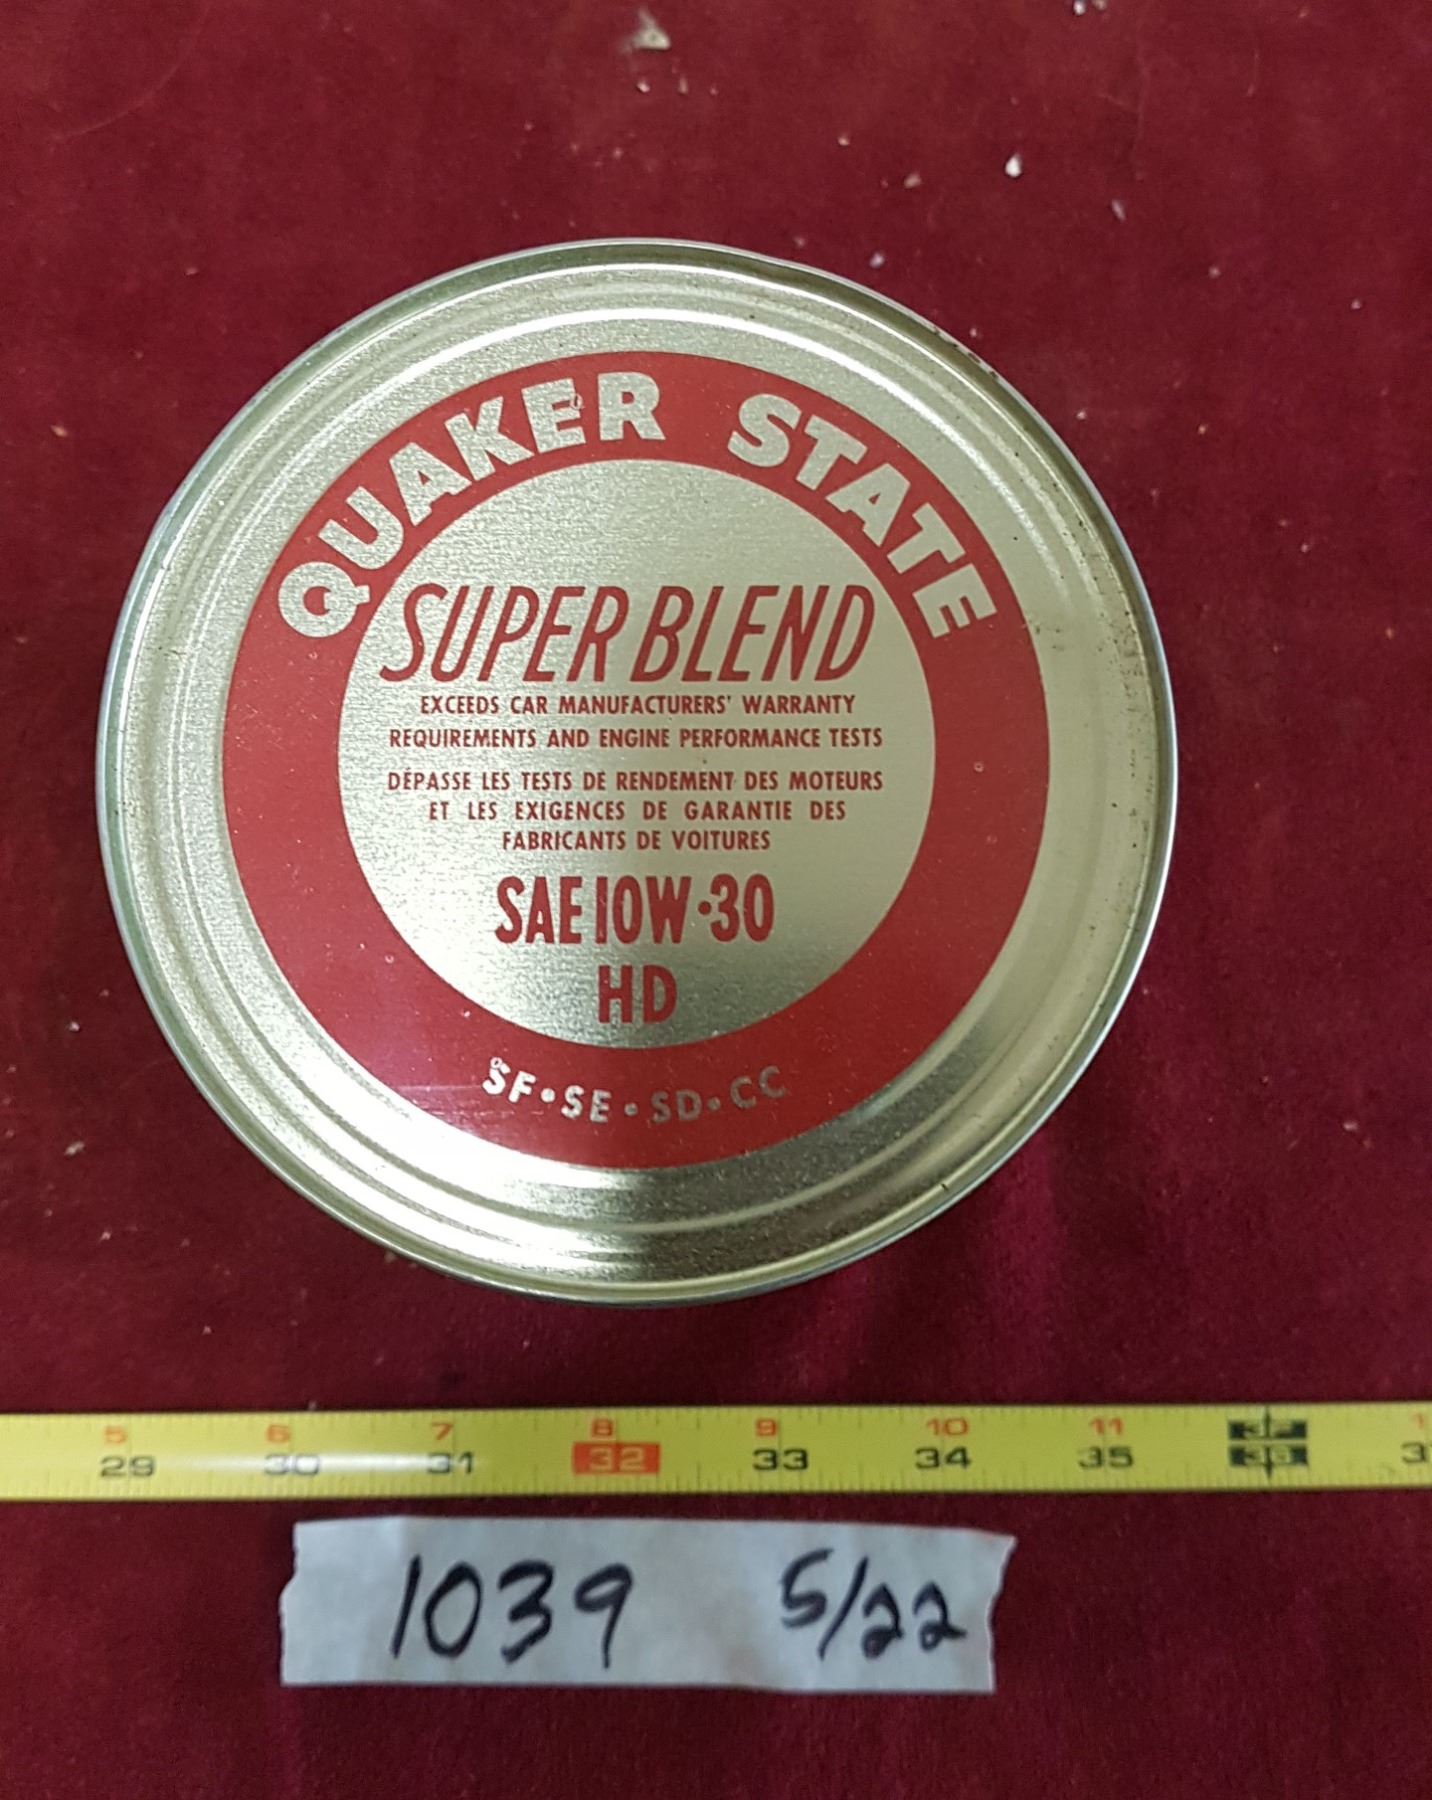 QUAKER STATE
SUPER BLEND
EXCEEDS CAR MANUFACTURERS' WARRANTY
REQUIREMENTS AND ENGINE PERFORMANCE TESTS
DÉPASSE LES TESTS DE RENDEMENT DES MOTEURS
ET LES EXIGENCES DE GARANTIE DES
FABRICANTS DE VOITURES
SAE 10W-30
HD
SF•SE•SD•CC
5 6 7 8 9 10 11
29 30 31 32 33 34 35 36
1039 5/22